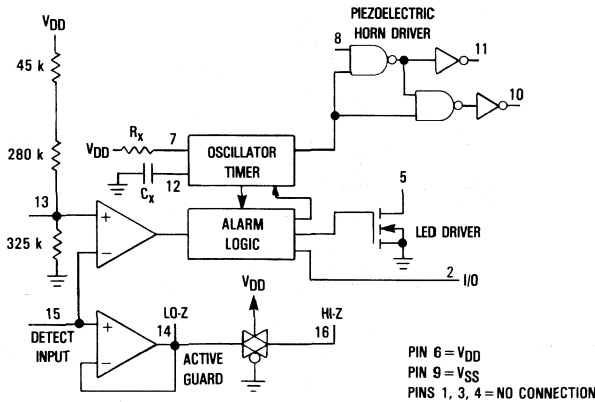 PIEZOELECTRIC
HORN DRIVER
VDD
8
11
45 k
10
Rx
7
VDD
OSCILLATOR
TIMER
280 k
12
Cx
5
13
ALARM
LOGIC
LED DRIVER
325 k
2
I/O
VDD
15
LO-Z
14
HI-Z
16
DETECT
INPUT
ACTIVE
GUARD
PIN 6 = VDD
PIN 9 = VSS
PINS 1, 3, 4 = NO CONNECTION